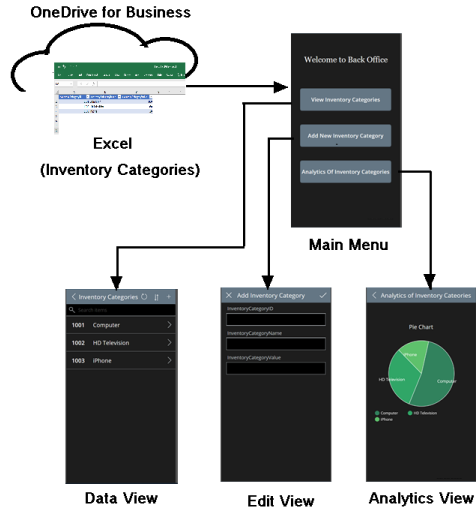 OneDrive for Business
Excel
(Inventory Categories)
Welcome to Back Office
View Inventory Categories
Add New Inventory Category
Analytics Of Inventory Categories
Main Menu
Inventory Categories
Search items
1001 Computer
1002 HD Television
1003 iPhone
Data View
Add Inventory Category
InventoryCategoryID
InventoryCategoryName
InventoryCategoryValue
Edit View
Analytics of Inventory Cateories
Pie Chart
iPhone
HD Television
Computer
Computer
HD Television
iPhone
Analytics View